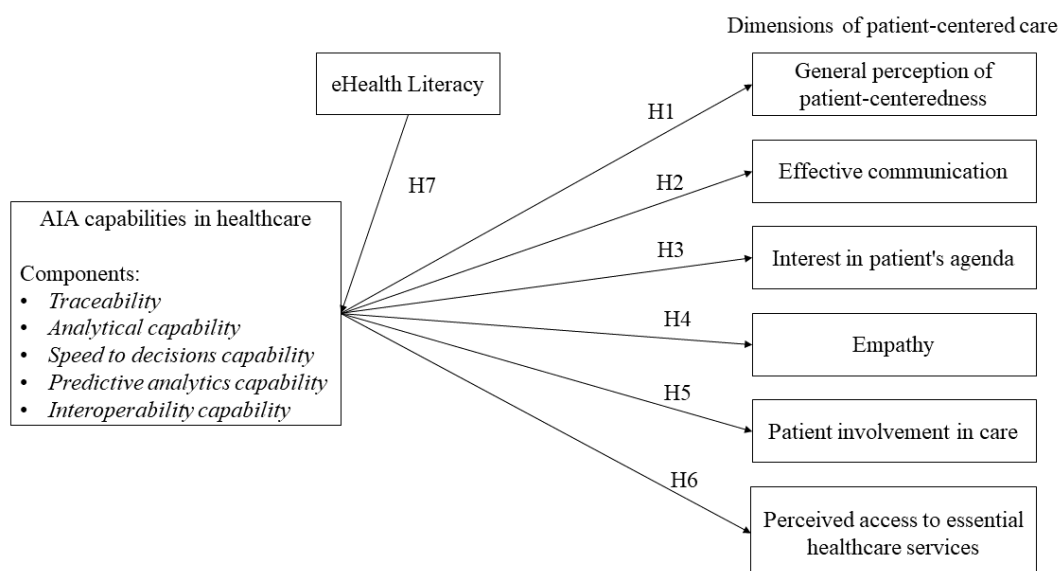 Dimensions of patient-centered care
eHealth Literacy
General perception of
patient-centeredness
H1
H7
H2
Effective communication
AIA capabilities in healthcare
Components:
• Traceability
• Analytical capability
• Speed to decisions capability
• Predictive analytics capability
• Interoperability capability
H3
Interest in patient's agenda
H4
Empathy
H5
Patient involvement in care
H6
Perceived access to essential
healthcare services